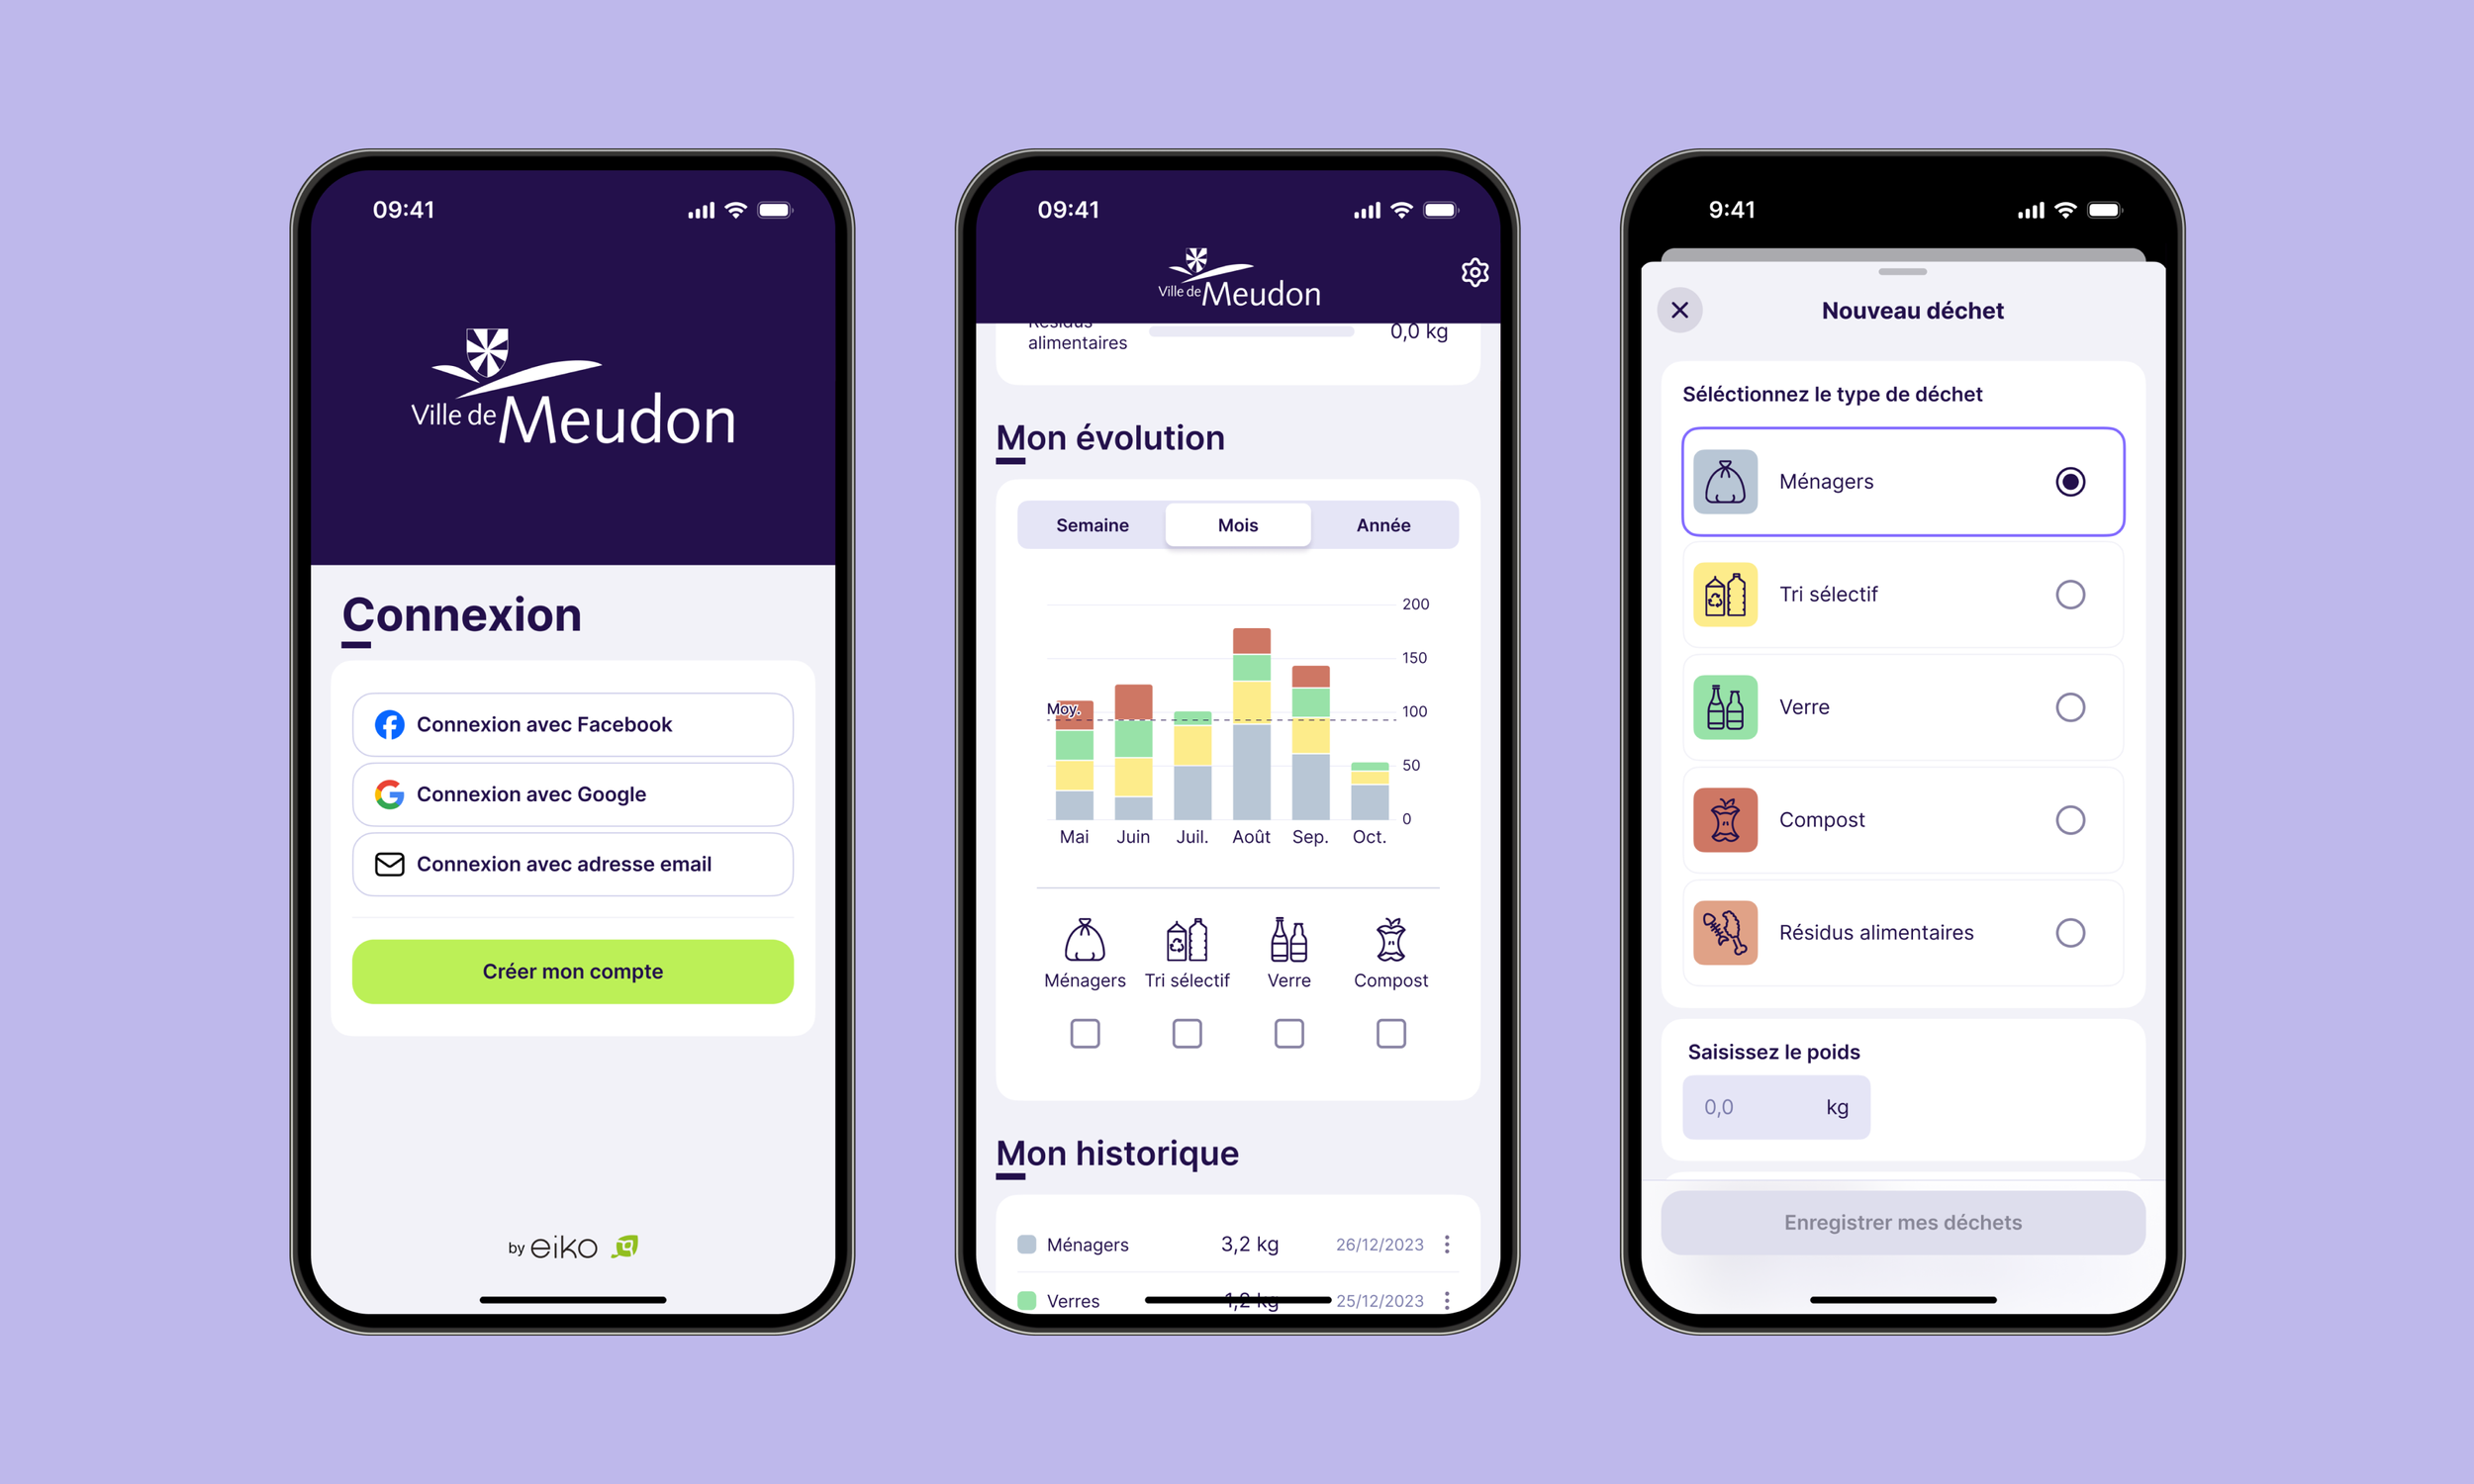 09:41
Ville de Meudon
Connexion
Connexion avec Facebook
Connexion avec Google
Connexion avec adresse email
Créer mon compte
by eiko
09:41
Ville de Meudon
Résidus
alimentaires
0,0 kg
Mon évolution
Semaine Mois Année
200
150
Moy.
100
50
0
Mai Juin Juil. Août Sep. Oct.
Ménagers Tri sélectif Verre Compost
Mon historique
Ménagers 3,2 kg 26/12/2023
Verres 1,2 kg 25/12/2023
9:41
Nouveau déchet
Séléctionnez le type de déchet
Ménagers
Tri sélectif
Verre
Compost
Résidus alimentaires
Saisissez le poids
0,0 kg
Enregistrer mes déchets